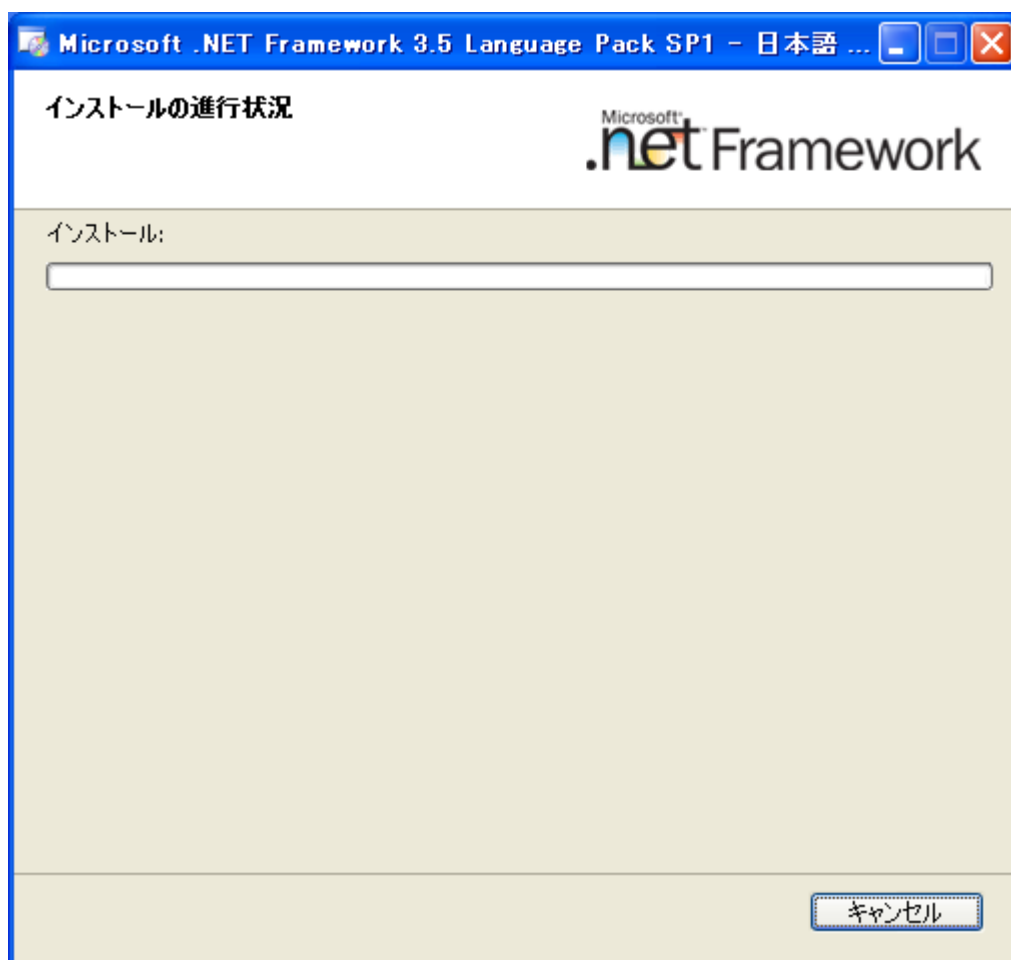 Microsoft .NET Framework 3.5 Language Pack SP1 - 日本語 ...
インストールの進行状況
Microsoft
.net Framework
インストール:
キャンセル